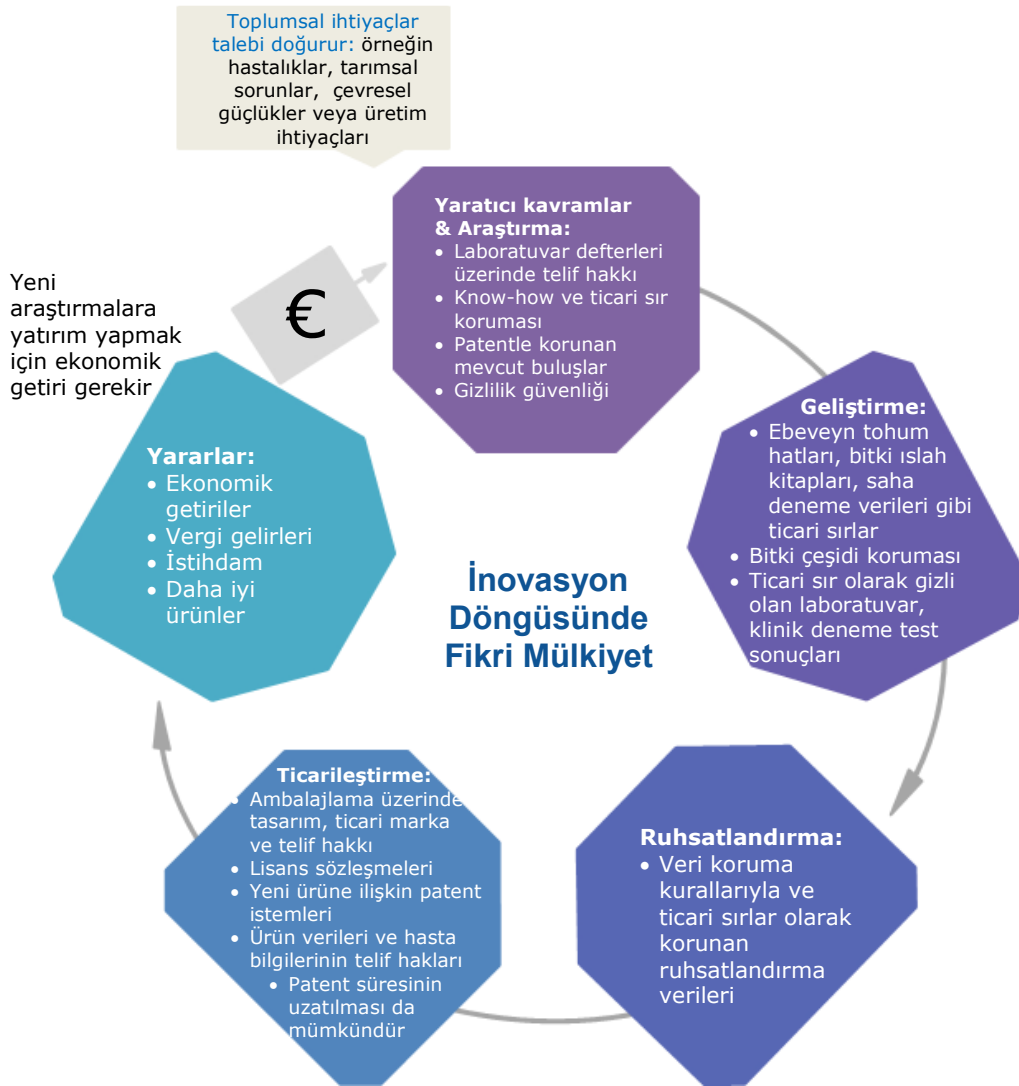 Toplumsal ihtiyaçlar
talebi doğurur: örneğin
hastalıklar, tarımsal
sorunlar, çevresel
güçlükler veya üretim
ihtiyaçları
Yaratıcı kavramlar
& Araştırma:
• Laboratuvar defterleri
üzerinde telif hakkı
• Know-how ve ticari sır
koruması
• Patentle korunan
mevcut buluşlar
• Gizlilik güvenliği
Yeni
araştırmalara
yatırım yapmak
için ekonomik
getiri gerekir
€
Geliştirme:
• Ebeveyn tohum
hatları, bitki ıslah
kitapları, saha
deneme verileri gibi
ticari sırlar
• Bitki çeşidi koruması
• Ticari sır olarak gizli
olan laboratuvar,
klinik deneme test
sonuçları
Yararlar:
• Ekonomik
getiriler
• Vergi gelirleri
• İstihdam
• Daha iyi
ürünler
İnovasyon
Döngüsünde
Fikri Mülkiyet
Ticarileştirme:
• Ambalajlama üzerinde
tasarım, ticari marka
ve telif hakkı
• Lisans sözleşmeleri
• Yeni ürüne ilişkin patent
istemleri
• Ürün verileri ve hasta
bilgilerinin telif hakları
• Patent süresinin
uzatılması da
mümkündür
Ruhsatlandırma:
• Veri koruma
kurallarıyla ve
ticari sırlar olarak
korunan
ruhsatlandırma
verileri